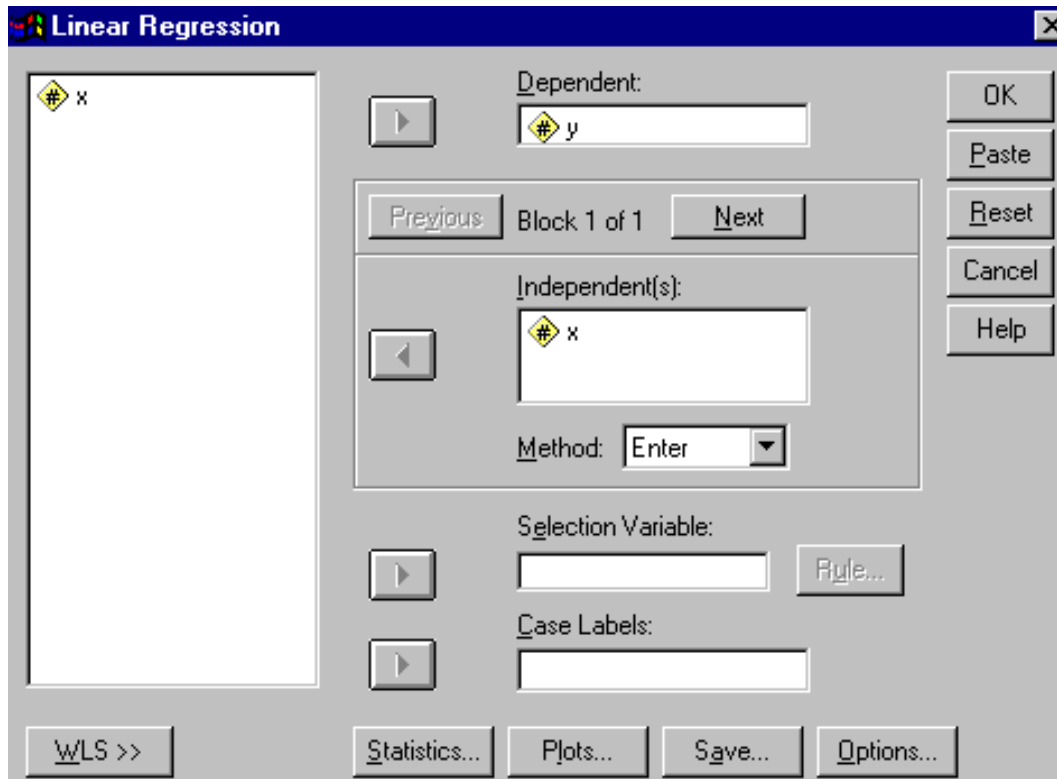 Linear Regression
# x
Dependent:
# y
OK
Paste
Previous Block 1 of 1 Next
Reset
Cancel
Independent(s):
# x
Help
Method: Enter
Selection Variable:
Rule...
Case Labels:
WLS >> Statistics... Plots... Save... Options...